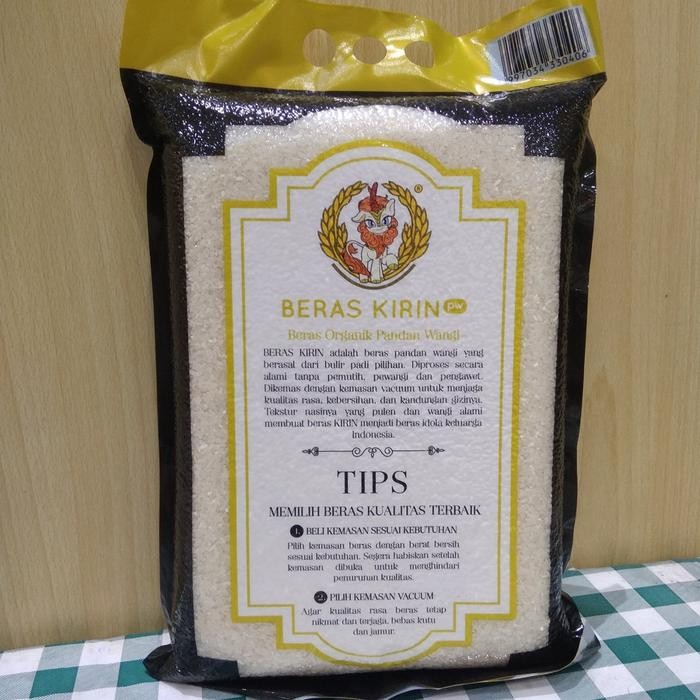 997034"330406
®
BERAS KIRIN PW
Beras Organik Pandan Wangi
BERAS KIRIN adalah beras pandan wangi yang
berasal dari bulir padi pilihan. Diproses secara
alami tanpa pemutih, pewangi dan pengawet.
Dikemas dengan kemasan vacuum untuk menjaga
kualitas rasa, kebersihan, dan kandungan gizinya.
Tekstur nasinya yang pulen dan wangi alami
membuat beras KIRIN menjadi beras idola keluarga
Indonesia.
TIPS
MEMILIH BERAS KUALITAS TERBAIK
1. BELI KEMASAN SESUAI KEBUTUHAN
Pilih kemasan beras dengan berat bersih
sesuai kebutuhan. Segera habiskan setelah
kemasan dibuka untuk menghindari
penurunan kualitas.
2. PILIH KEMASAN VACUUM
Agar kualitas rasa beras tetap
nikmat dan terjaga, bebas kutu
dan jamur.